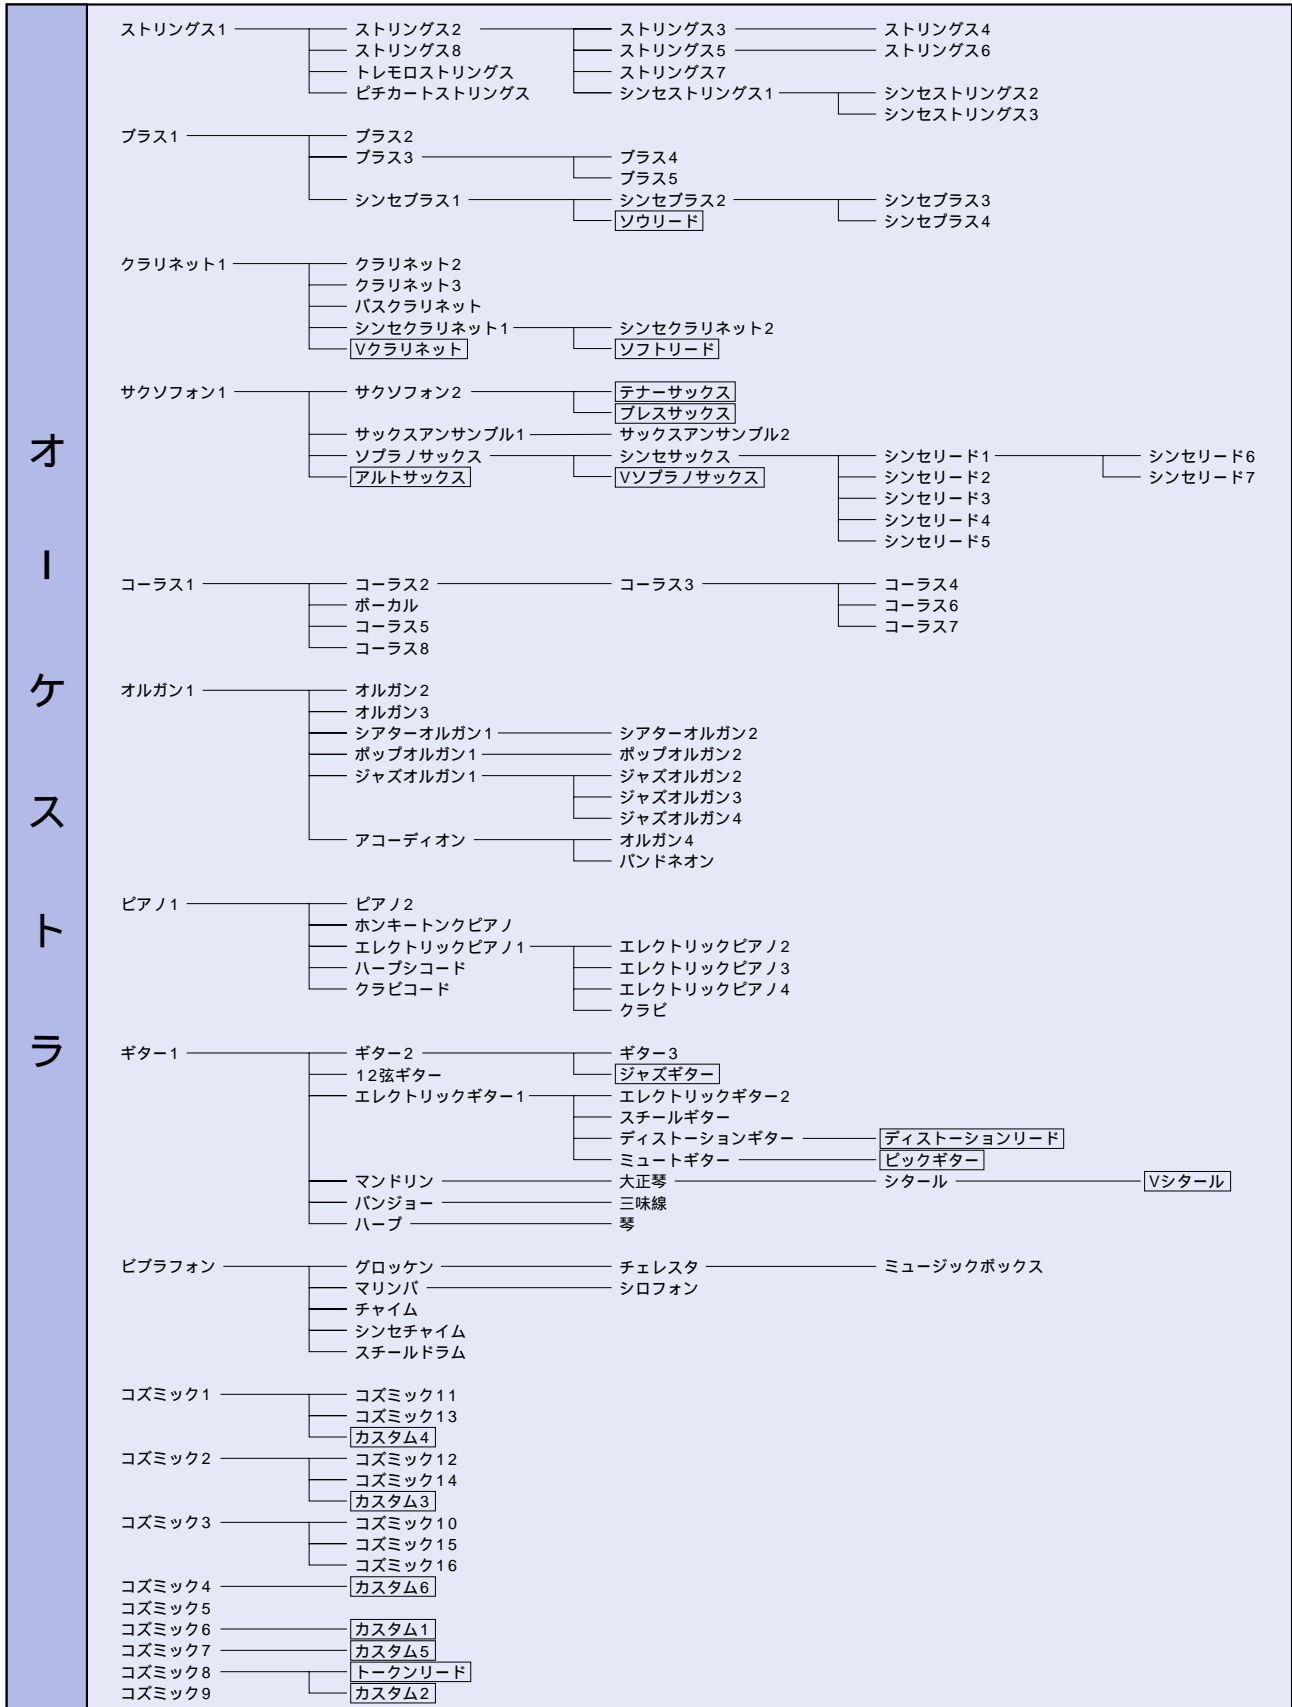 オーケストラ
ストリングス1 ストリングス2 ストリングス3 ストリングス4
ストリングス8 ストリングス5 ストリングス6
トレモロストリングス ストリングス7
ピチカートストリングス シンセストリングス1 シンセストリングス2
シンセストリングス3
ブラス1 ブラス2
ブラス3 ブラス4
ブラス5
シンセブラス1 シンセブラス2 シンセブラス3
ソウリード シンセブラス4
クラリネット1 クラリネット2
クラリネット3
バスクラリネット
シンセクラリネット1 シンセクラリネット2
Vクラリネット ソフトリード
サクソフォン1 サクソフォン2 テナーサックス
ブレスサックス
サックスアンサンブル1 サックスアンサンブル2
ソプラノサックス シンセサックス シンセリード1 シンセリード6
アルトサックス Vソプラノサックス シンセリード2 シンセリード7
シンセリード3
シンセリード4
シンセリード5
コーラス1 コーラス2 コーラス3 コーラス4
ボーカル コーラス6
コーラス5 コーラス7
コーラス8
オルガン1 オルガン2
オルガン3
シアターオルガン1 シアターオルガン2
ポップオルガン1 ポップオルガン2
ジャズオルガン1 ジャズオルガン2
ジャズオルガン3
ジャズオルガン4
アコーディオン オルガン4
バンドネオン
ピアノ1 ピアノ2
ホンキートンクピアノ
エレクトリックピアノ1 エレクトリックピアノ2
ハープシコード エレクトリックピアノ3
クラビコード エレクトリックピアノ4
クラビ
ギター1 ギター2 ギター3
12弦ギター ジャズギター
エレクトリックギター1 エレクトリックギター2
スチールギター
ディストーションギター ディストーションリード
ミュートギター ピックギター
マンドリン 大正琴 シタール Vシタール
バンジョー 三味線
ハープ 琴
ビブラフォン グロッケン チェレスタ ミュージックボックス
マリンバ シロフォン
チャイム
シンセチャイム
スチールドラム
コズミック1 コズミック11
コズミック13
カスタム4
コズミック2 コズミック12
コズミック14
カスタム3
コズミック3 コズミック10
コズミック15
コズミック16
コズミック4 カスタム6
コズミック5
コズミック6 カスタム1
コズミック7 カスタム5
コズミック8 トークンリード
コズミック9 カスタム2